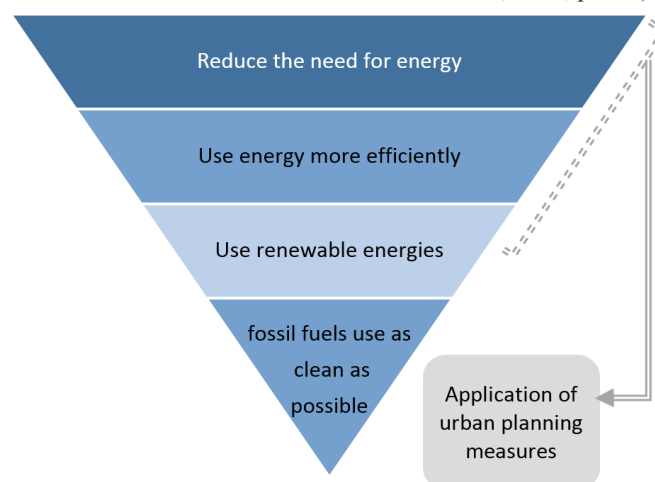 Reduce the need for energy
Use energy more efficiently
Use renewable energies
fossil fuels use as
clean as
possible
Application of
urban planning
measures